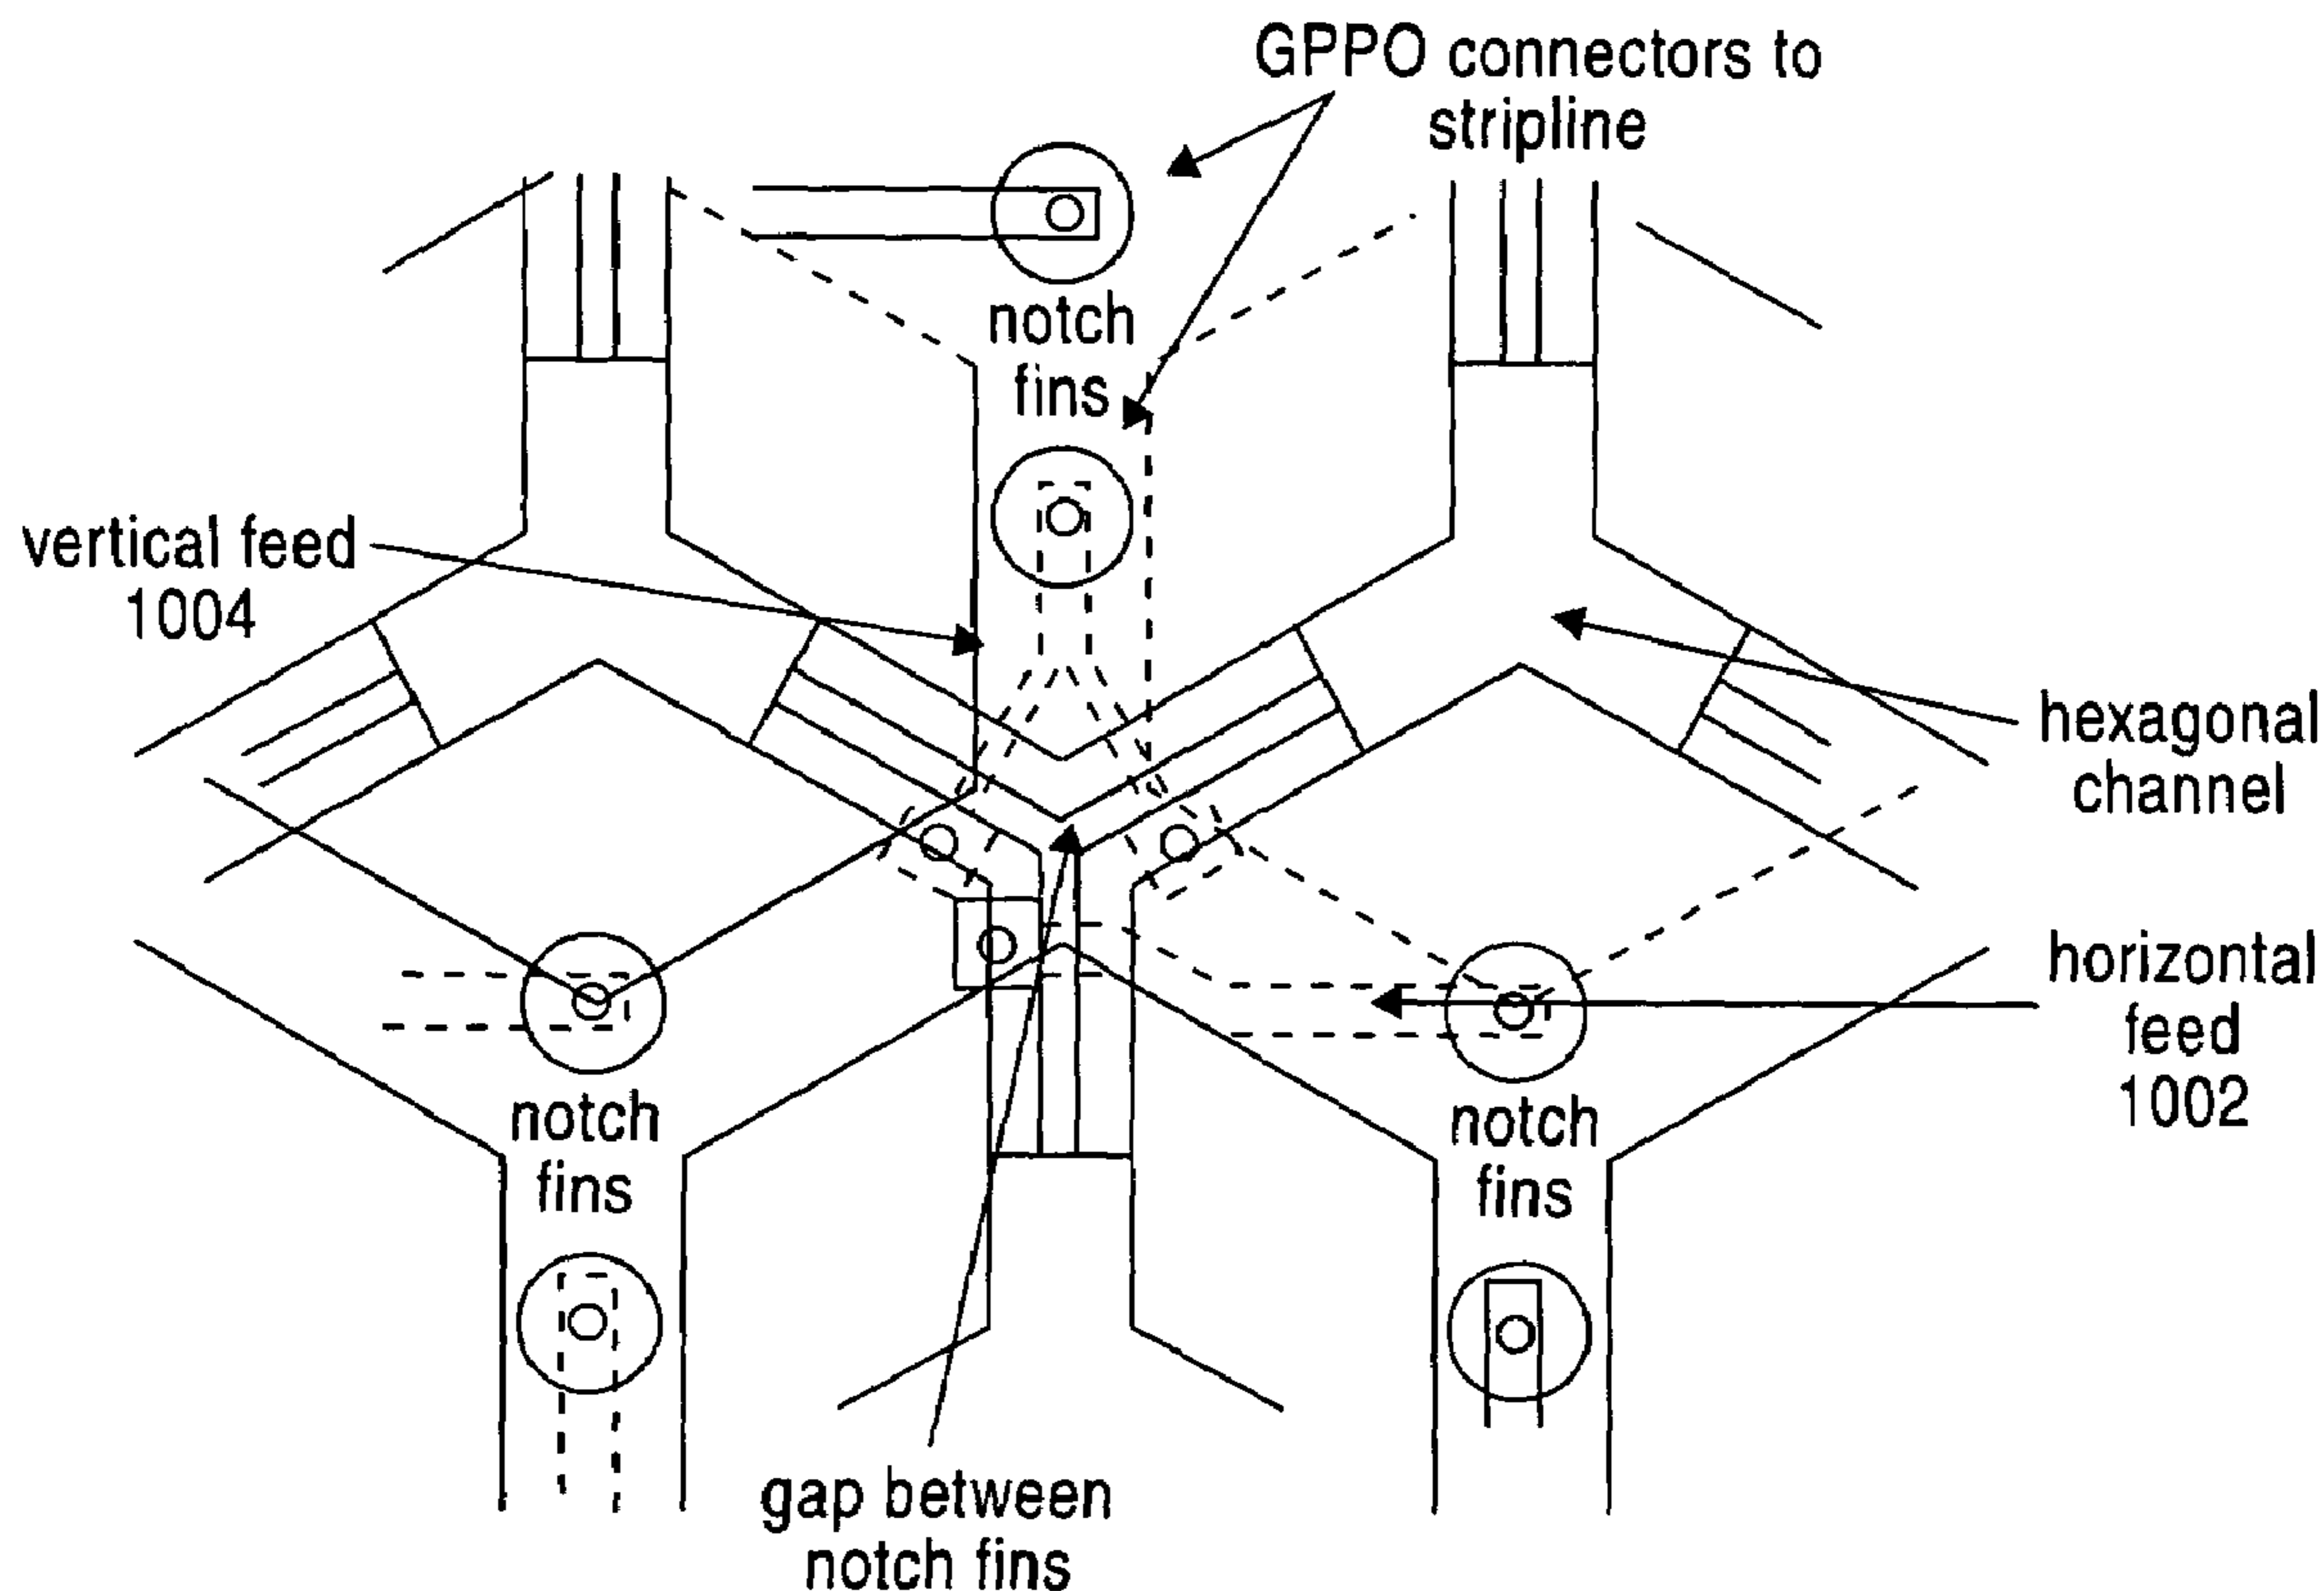 GPPO connectors to
stripline
notch
fins
vertical feed
1004
hexagonal
channel
horizontal
feed
1002
notch
fins
notch
fins
gap between
notch fins